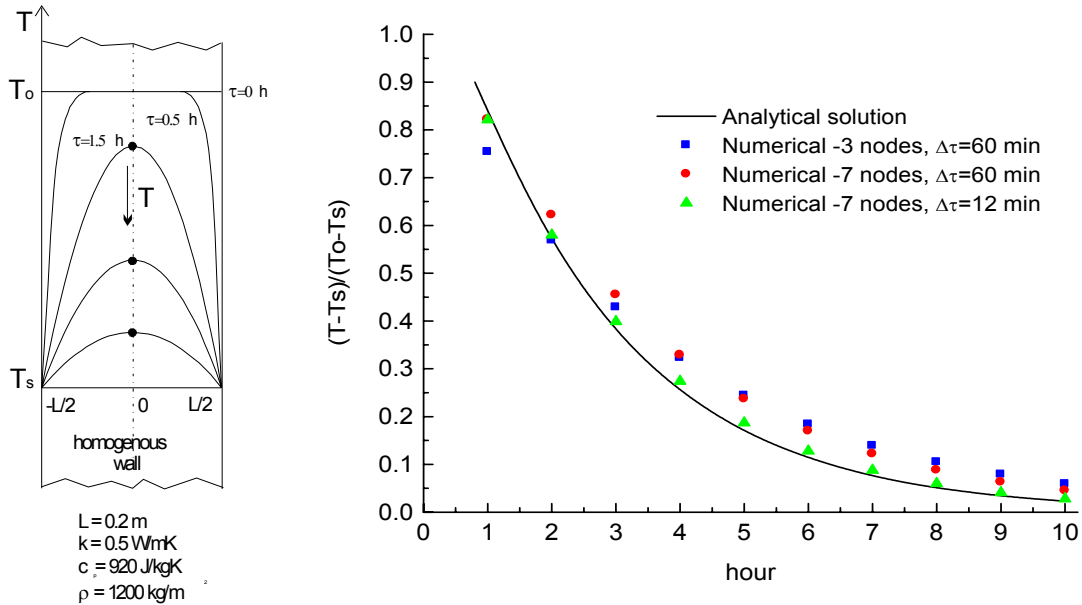 T
To
τ=0 h
τ=0.5 h
τ=1.5 h
T
Ts
-L/2 0 L/2
homogenous
wall
L = 0.2 m
k = 0.5 W/mK
c p = 920 J/kgK
ρ = 1200 kg/m 2
(T-Ts)/(To-Ts)
1.0
0.9
0.8
0.7
0.6
0.5
0.4
0.3
0.2
0.1
0.0
Analytical solution
Numerical -3 nodes, Δτ=60 min
Numerical -7 nodes, Δτ=60 min
Numerical -7 nodes, Δτ=12 min
0 1 2 3 4 5 6 7 8 9 10
hour